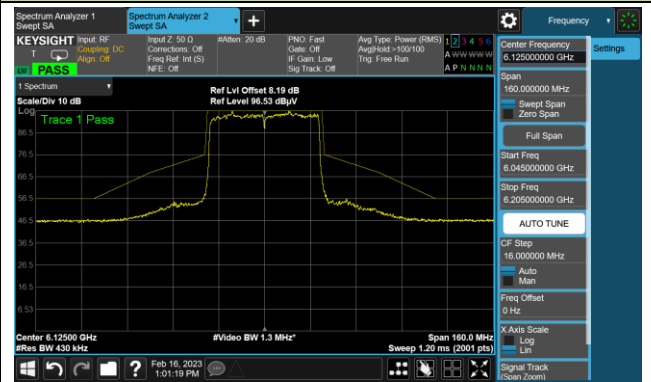 Spectrum Analyzer 1
Swept SA
Spectrum Analyzer 2
Swept SA
+
Frequency
KEYSIGHT
T
LW
PASS
Input: RF
Coupling: DC
Align: Off
Input Z: 50 Ω
Corrections: Off
Freq Ref: Int (S)
NFE: Off
#Atten: 20 dB
PNO: Fast
Gate: Off
IF Gain: Low
Sig Track: Off
Avg Type: Power (RMS)
Avg|Hold:>100/100
Trig: Free Run
1 2 3 4 5 6
A W W W W W
A P N N N N
1 Spectrum
Scale/Div 10 dB
Ref Lvl Offset 8.19 dB
Ref Level 96.53 dBµV
Log
Trace 1 Pass
86.5
76.5
66.5
56.5
46.5
36.5
26.5
16.5
6.53
Center 6.12500 GHz
#Res BW 430 kHz
#Video BW 1.3 MHz*
Span 160.0 MHz
Sweep 1.20 ms (2001 pts)
Center Frequency
6.125000000 GHz
Settings
Span
160.000000 MHz
Swept Span
Zero Span
Full Span
Start Freq
6.045000000 GHz
Stop Freq
6.205000000 GHz
AUTO TUNE
CF Step
16.000000 MHz
Auto
Man
Freq Offset
0 Hz
X Axis Scale
Log
Lin
Signal Track
(Span Zoom)
?
Feb 16, 2023
1:01:19 PM